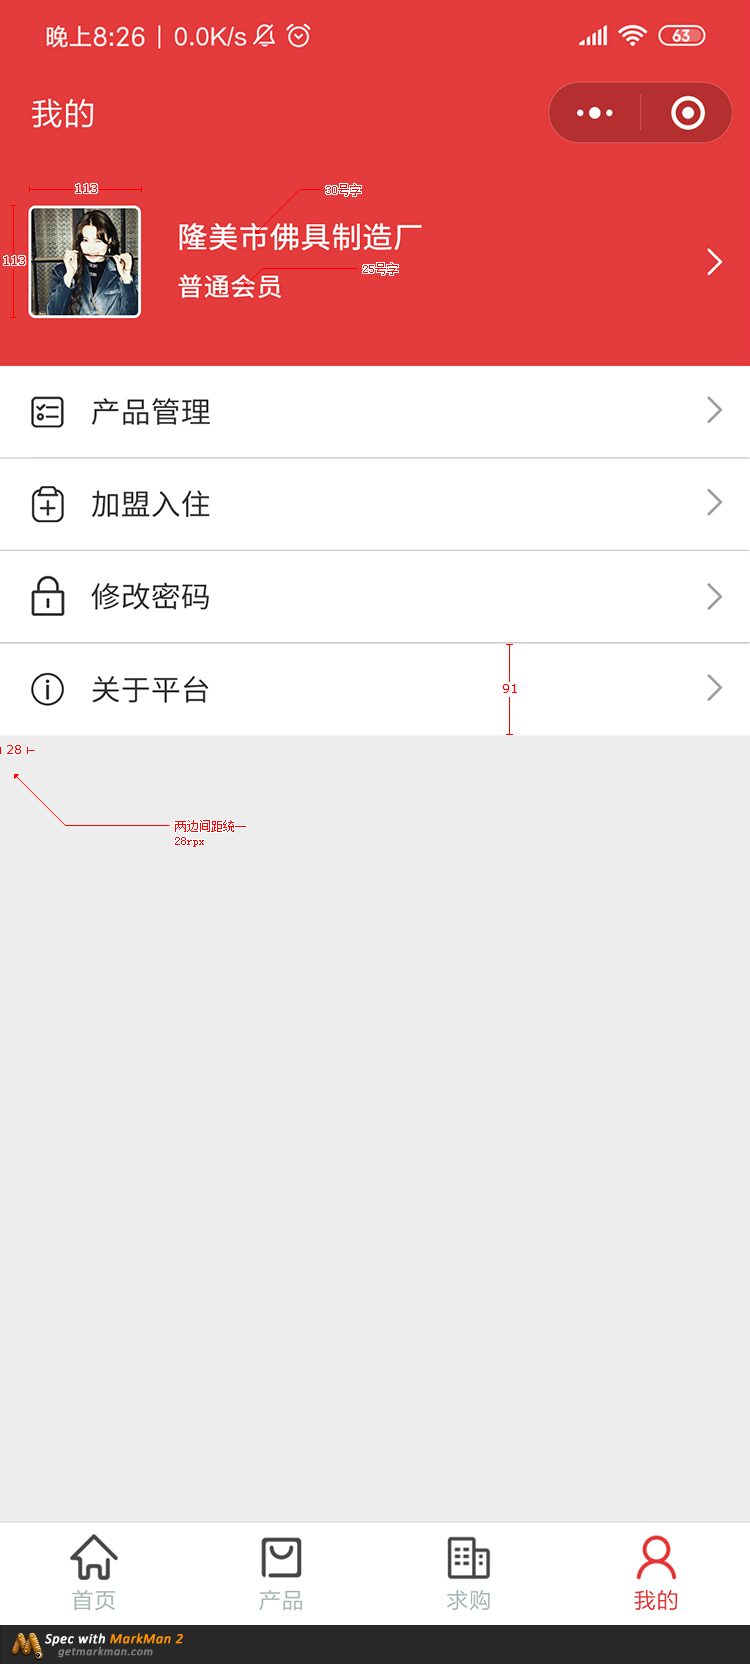 晚上8:26 | 0.0K/s
63
我的
113
30号字
113
隆美市佛具制造厂
25号字
普通会员
产品管理
加盟入住
修改密码
关于平台
91
28
两边间距统一
28rpx
首页
产品
求购
我的
Spec with MarkMan 2
getmarkman.com